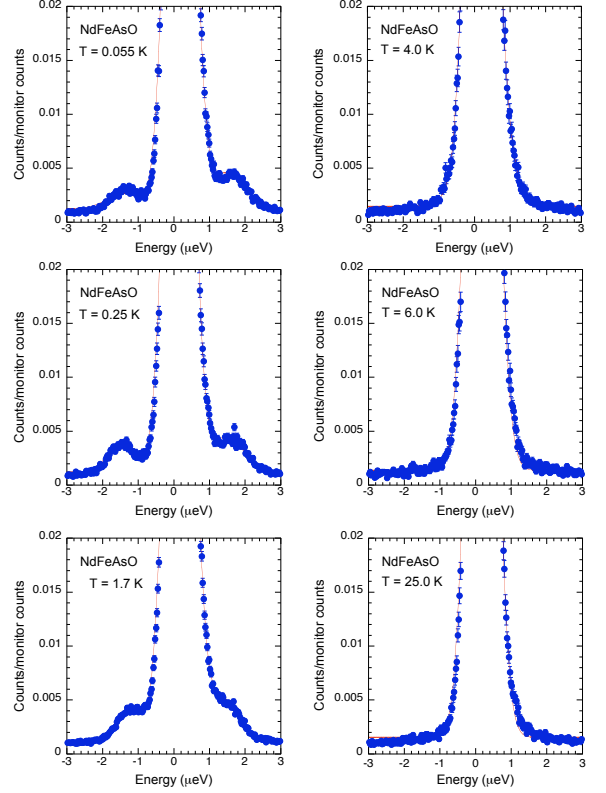 NdFeAsO
T = 0.055 K
Counts/monitor counts
0.02
0.015
0.01
0.005
0
-3 -2 -1 0 1 2 3
Energy (μeV)
NdFeAsO
T = 4.0 K
Counts/monitor counts
0.02
0.015
0.01
0.005
0
-3 -2 -1 0 1 2 3
Energy (μeV)
NdFeAsO
T = 0.25 K
Counts/monitor counts
0.02
0.015
0.01
0.005
0
-3 -2 -1 0 1 2 3
Energy (μeV)
NdFeAsO
T = 6.0 K
Counts/monitor counts
0.02
0.015
0.01
0.005
0
-3 -2 -1 0 1 2 3
Energy (μeV)
NdFeAsO
T = 1.7 K
Counts/monitor counts
0.02
0.015
0.01
0.005
0
-3 -2 -1 0 1 2 3
Energy (μeV)
NdFeAsO
T = 25.0 K
Counts/monitor counts
0.02
0.015
0.01
0.005
0
-3 -2 -1 0 1 2 3
Energy (μeV)